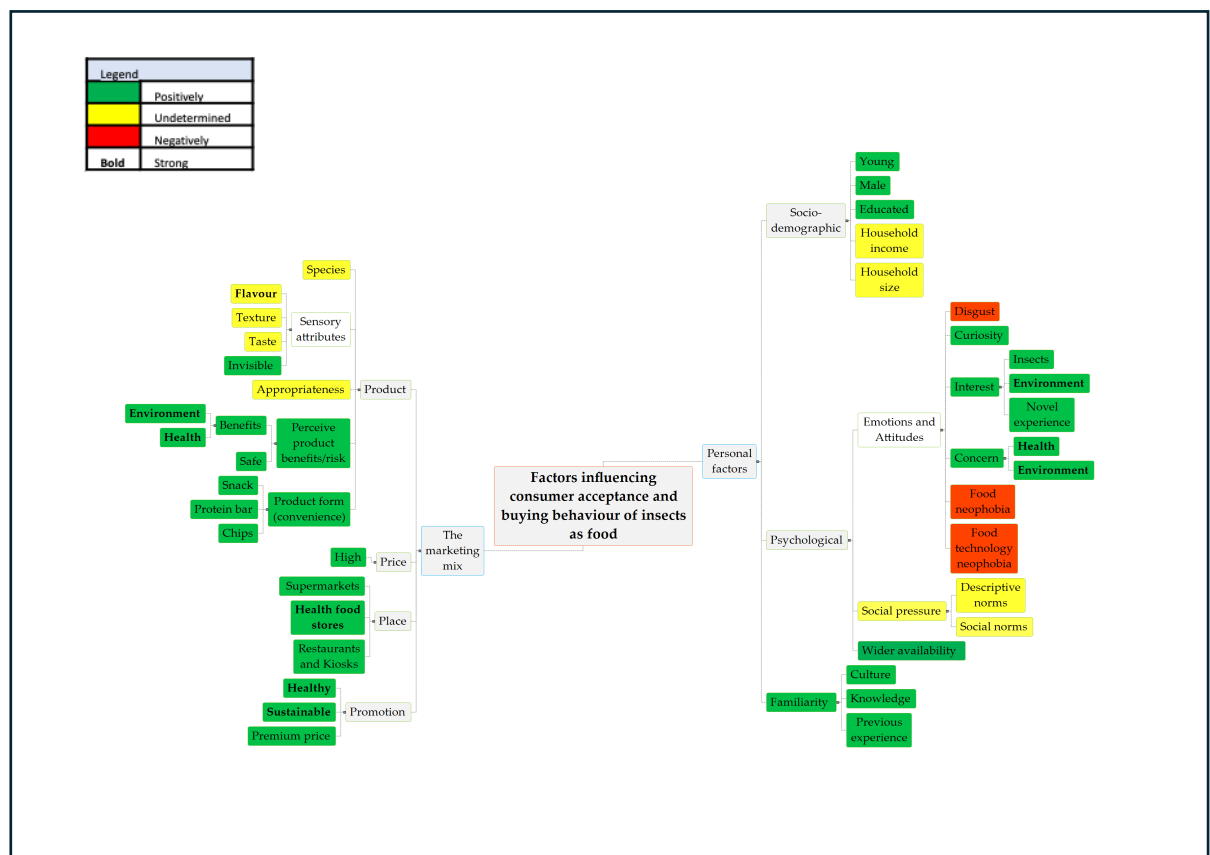 Legend
Positively
Undetermined
Negatively
Bold Strong
Factors influencing
consumer acceptance and
buying behaviour of insects
as food
The
marketing
mix
Product
Species
Sensory
attributes
Flavour
Texture
Taste
Invisible
Appropriateness
Perceive
product
benefits/risk
Benefits
Environment
Health
Safe
Product form
(convenience)
Snack
Protein bar
Chips
Price
High
Place
Supermarkets
Health food
stores
Restaurants
and Kiosks
Promotion
Healthy
Sustainable
Premium price
Personal
factors
Socio-
demographic
Young
Male
Educated
Household
income
Household
size
Psychological
Emotions and
Attitudes
Disgust
Curiosity
Interest
Insects
Environment
Novel
experience
Concern
Health
Environment
Food
neophobia
Food
technology
neophobia
Social pressure
Descriptive
norms
Social norms
Wider availability
Familiarity
Culture
Knowledge
Previous
experience